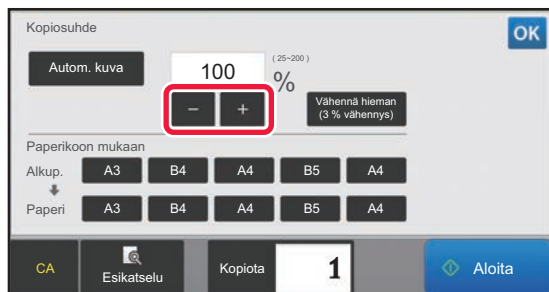 Kopiosuhde
OK
Autom. kuva
100
(25~200)
%
−
+
Vähennä hieman
(3 % vähennys)
Paperikoon mukaan
Alkup.
A3
B4
A4
B5
A4
Paperi
A3
B4
A4
B5
A4
CA
Esikatselu
Kopiota
1
Aloita